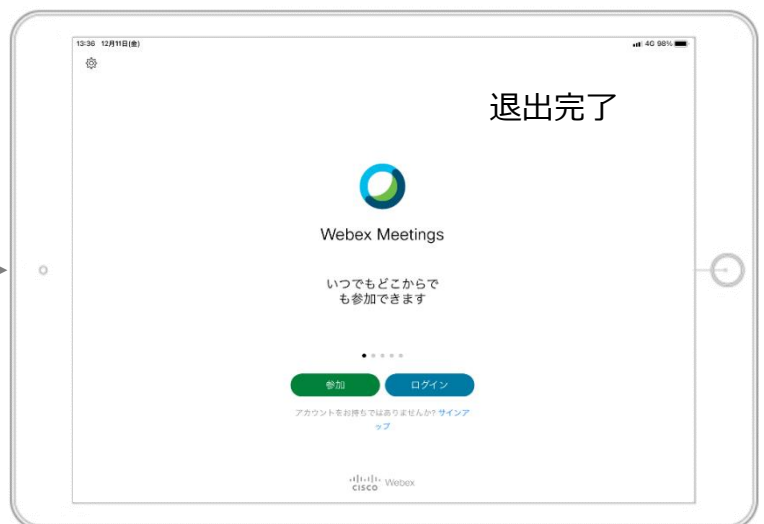 13:36 12月11日(金)
4G 98%
退出完了
Webex Meetings
いつでもどこからで
も参加できます
参加
ログイン
アカウントをお持ちではありませんか? サインア
ップ
CISCO Webex